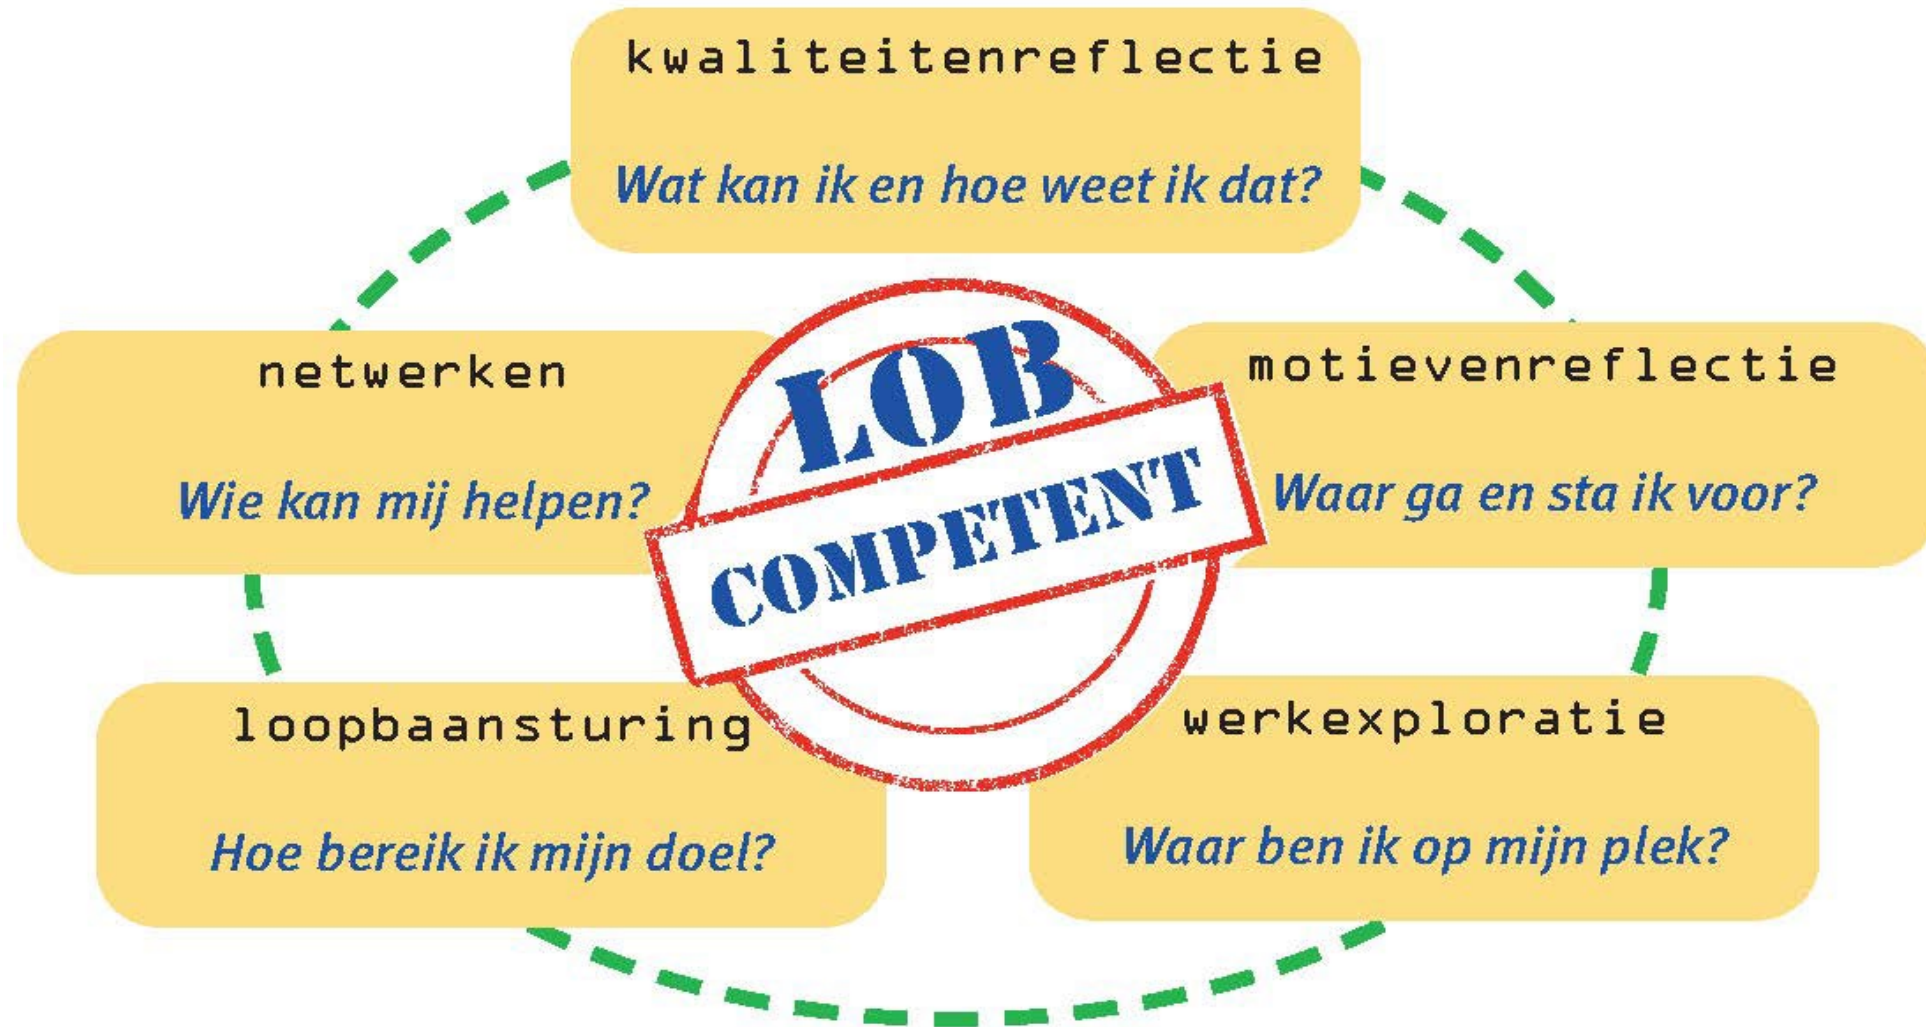 kwaliteitenreflectie
Wat kan ik en hoe weet ik dat?
netwerken
Wie kan mij helpen?
LOB
COMPETENT
motievenreflectie
Waar ga en sta ik voor?
loopbaansturing
Hoe bereik ik mijn doel?
werkexploratie
Waar ben ik op mijn plek?